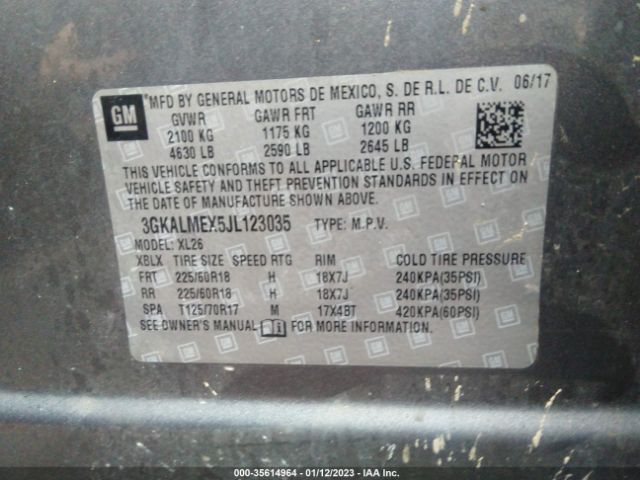 GM
*MFD BY GENERAL MOTORS DE MEXICO, S. DE R.L. DE C.V. 06/17
GVWR GAWR FRT GAWR RR
2100 KG 1175 KG 1200 KG
4630 LB 2590 LB 2645 LB
THIS VEHICLE CONFORMS TO ALL APPLICABLE U.S. FEDERAL MOTOR
VEHICLE SAFETY AND THEFT PREVENTION STANDARDS IN EFFECT ON
THE DATE OF MANUFACTURE SHOWN ABOVE.
3GKALMEX5JL123035 TYPE: M.P.V.
MODEL: XL26
XBLX TIRE SIZE SPEED RTG RIM COLD TIRE PRESSURE
FRT 225/60R18 H 18X7J 240KPA(35PSI)
RR 225/60R18 H 18X7J 240KPA(35PSI)
SPA T125/70R17 M 17X4BT 420KPA(60PSI)
SEE OWNER'S MANUAL FOR MORE INFORMATION.
000-35614964 - 01/12/2023 - IAA Inc.